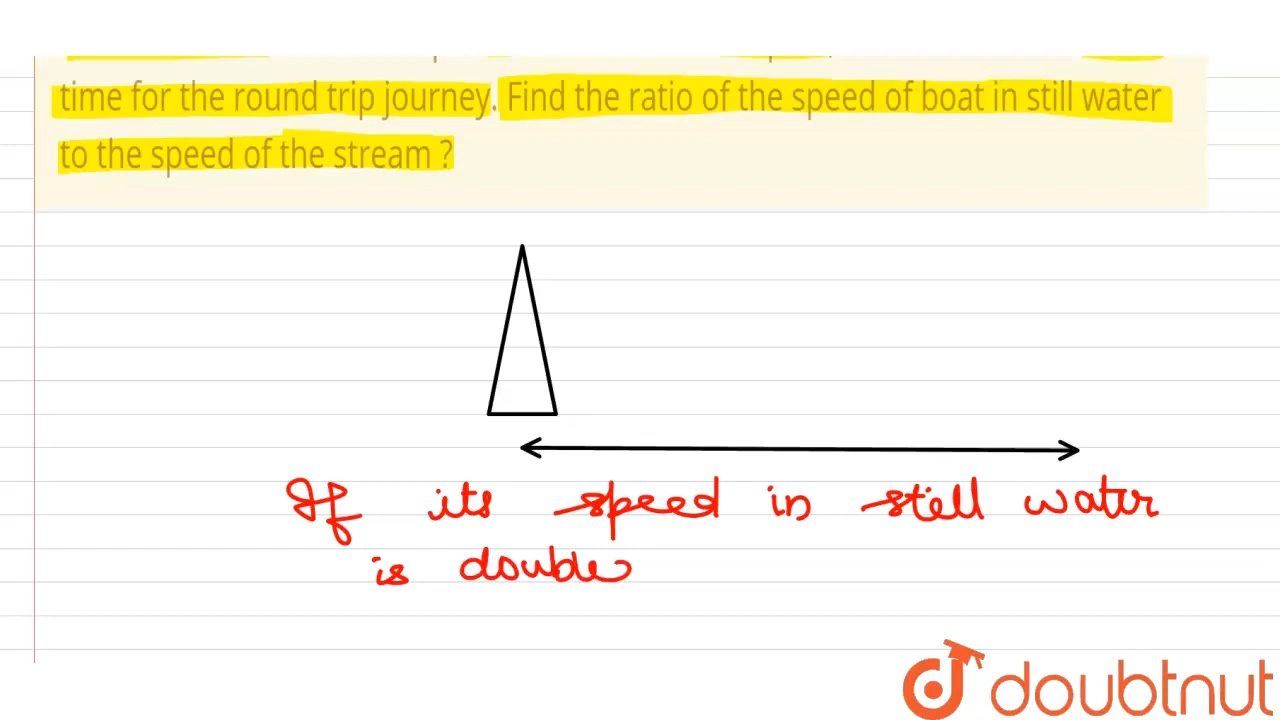 time for the round trip journey. Find the ratio of the speed of boat in still water
to the speed of the stream ?
If its speed in still water
is double
doubtnut